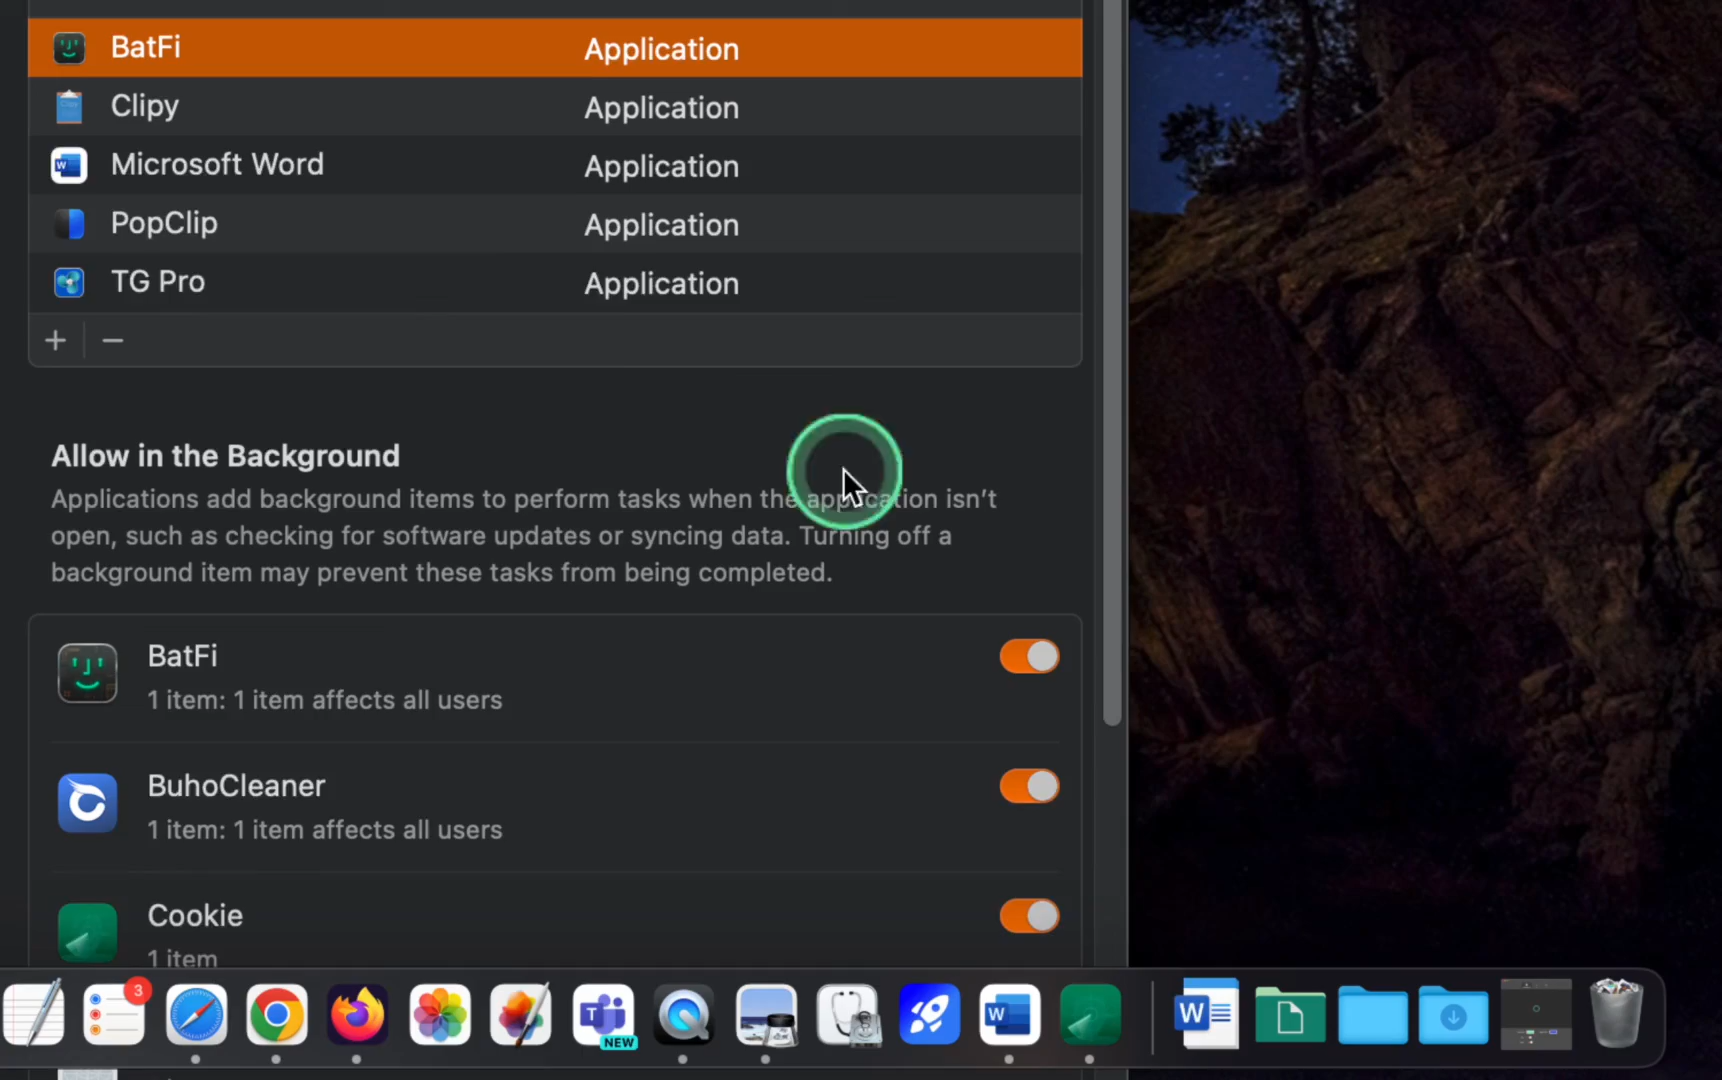 BatFi Application
Clipy Application
Microsoft Word Application
PopClip Application
TG Pro Application
+ −
Allow in the Background
Applications add background items to perform tasks when the application isn’t
open, such as checking for software updates or syncing data. Turning off a
background item may prevent these tasks from being completed.
BatFi
1 item: 1 item affects all users
BuhoCleaner
1 item: 1 item affects all users
Cookie
1 item
3
NEW
W
W